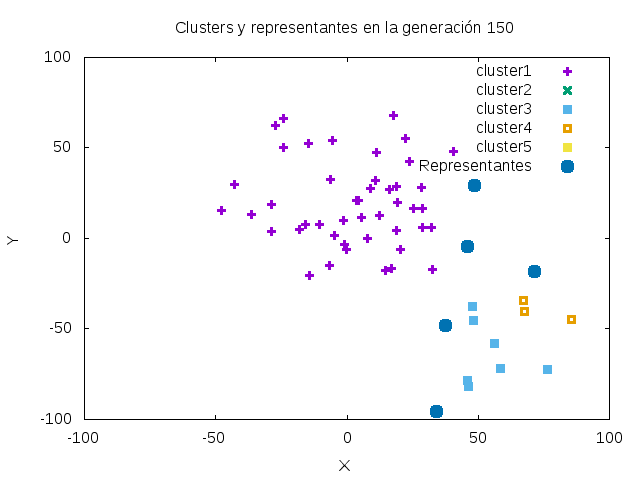 Clusters y representantes en la generación 150
cluster1
cluster2
cluster3
cluster4
cluster5
Representantes
100
50
0
-50
-100
Y
-100
-50
0
50
100
X